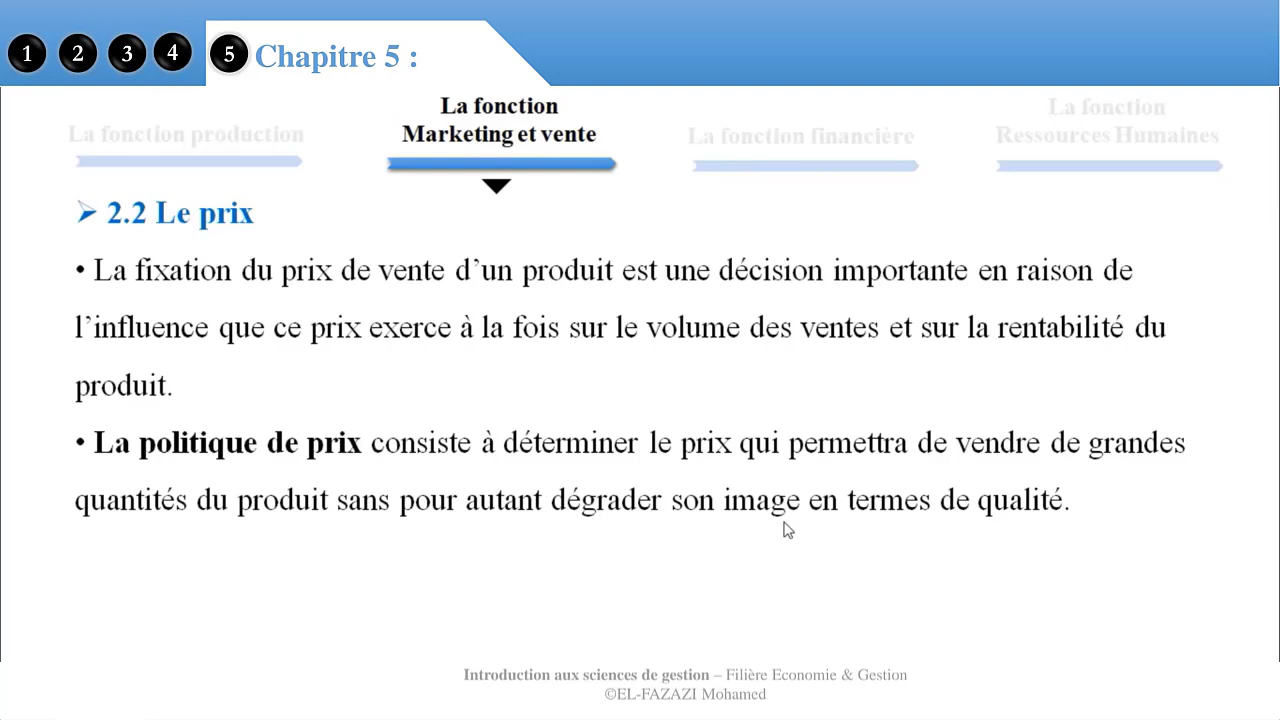 1 2 3 4 5 Chapitre 5 :
La fonction production
La fonction
Marketing et vente
La fonction financière
La fonction
Ressources Humaines
➢ 2.2 Le prix
• La fixation du prix de vente d’un produit est une décision importante en raison de
l’influence que ce prix exerce à la fois sur le volume des ventes et sur la rentabilité du
produit.
• La politique de prix consiste à déterminer le prix qui permettra de vendre de grandes
quantités du produit sans pour autant dégrader son image en termes de qualité.
Introduction aux sciences de gestion – Filière Economie & Gestion
©EL-FAZAZI Mohamed